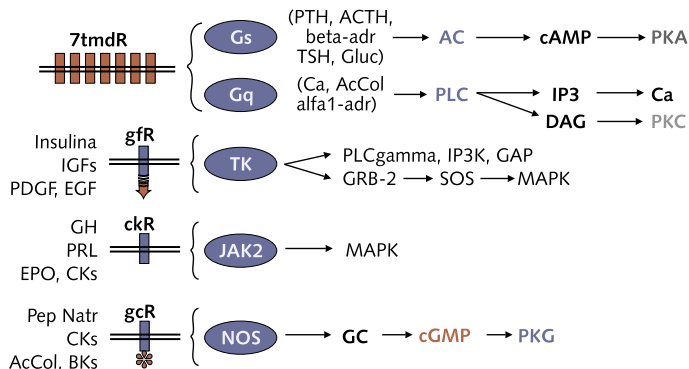 7tmdR
Gs
(PTH, ACTH,
beta-adr
TSH, Gluc)
AC
cAMP
PKA
Gq
(Ca, AcCol
alfa1-adr)
PLC
IP3
Ca
DAG
PKC
Insulina
IGFs
PDGF, EGF
gfR
TK
PLCgamma, IP3K, GAP
GRB-2
SOS
MAPK
GH
PRL
EPO, CKs
ckR
JAK2
MAPK
Pep Natr
CKs
AcCol, BKs
gcR
NOS
GC
cGMP
PKG